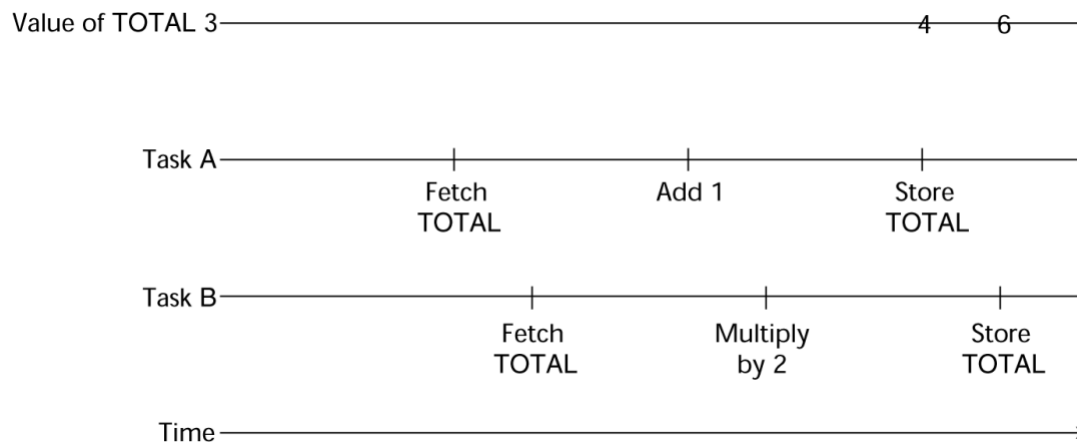 Value of TOTAL 3 4 6
Task A
Fetch TOTAL
Add 1
Store TOTAL
Task B
Fetch TOTAL
Multiply by 2
Store TOTAL
Time